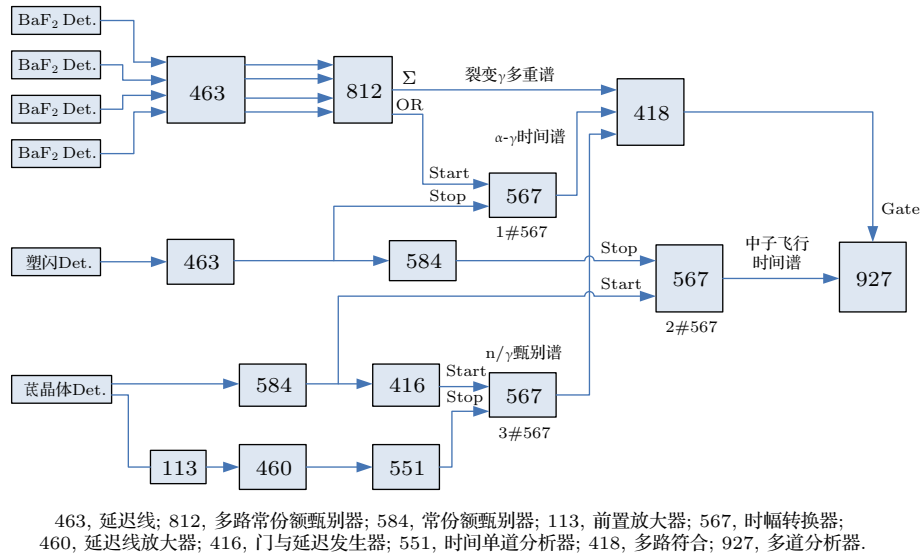 BaF₂ Det.
BaF₂ Det.
BaF₂ Det.
BaF₂ Det.
463
812
Σ
OR
裂变γ多重谱
418
α-γ时间谱
Start
Stop
567
1#567
Gate
塑闪Det.
463
584
Stop
Start
567
2#567
中子飞行
时间谱
927
n/γ甄别谱
芪晶体Det.
584
416
Start
Stop
567
3#567
113
460
551
463, 延迟线; 812, 多路常份额甄别器; 584, 常份额甄别器; 113, 前置放大器; 567, 时幅转换器;
460, 延迟线放大器; 416, 门与延迟发生器; 551, 时间单道分析器; 418, 多路符合; 927, 多道分析器.